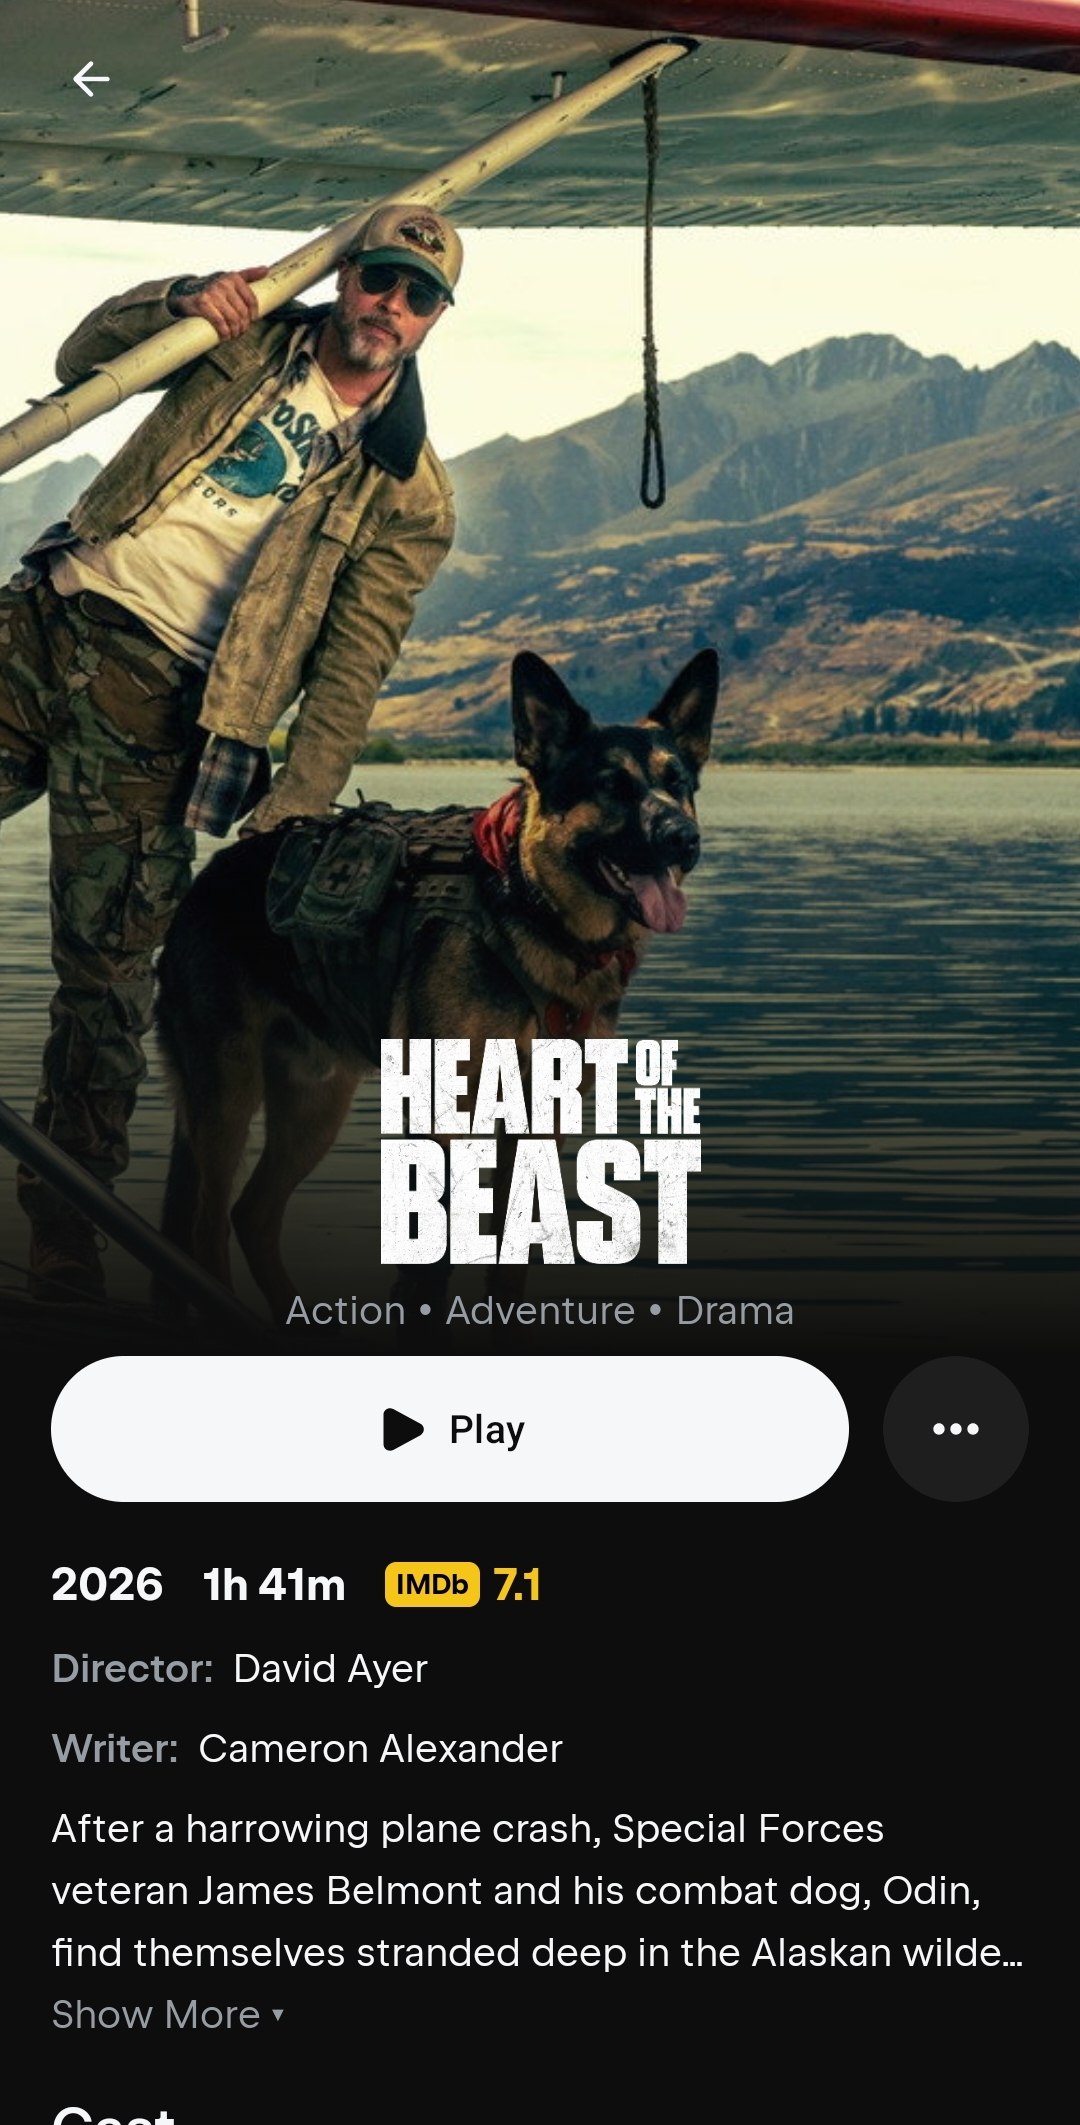 HEART OF THE
BEAST
Action • Adventure • Drama
Play
2026 1h 41m IMDb 7.1
Director: David Ayer
Writer: Cameron Alexander
After a harrowing plane crash, Special Forces
veteran James Belmont and his combat dog, Odin,
find themselves stranded deep in the Alaskan wilde...
Show More ▾
Cast